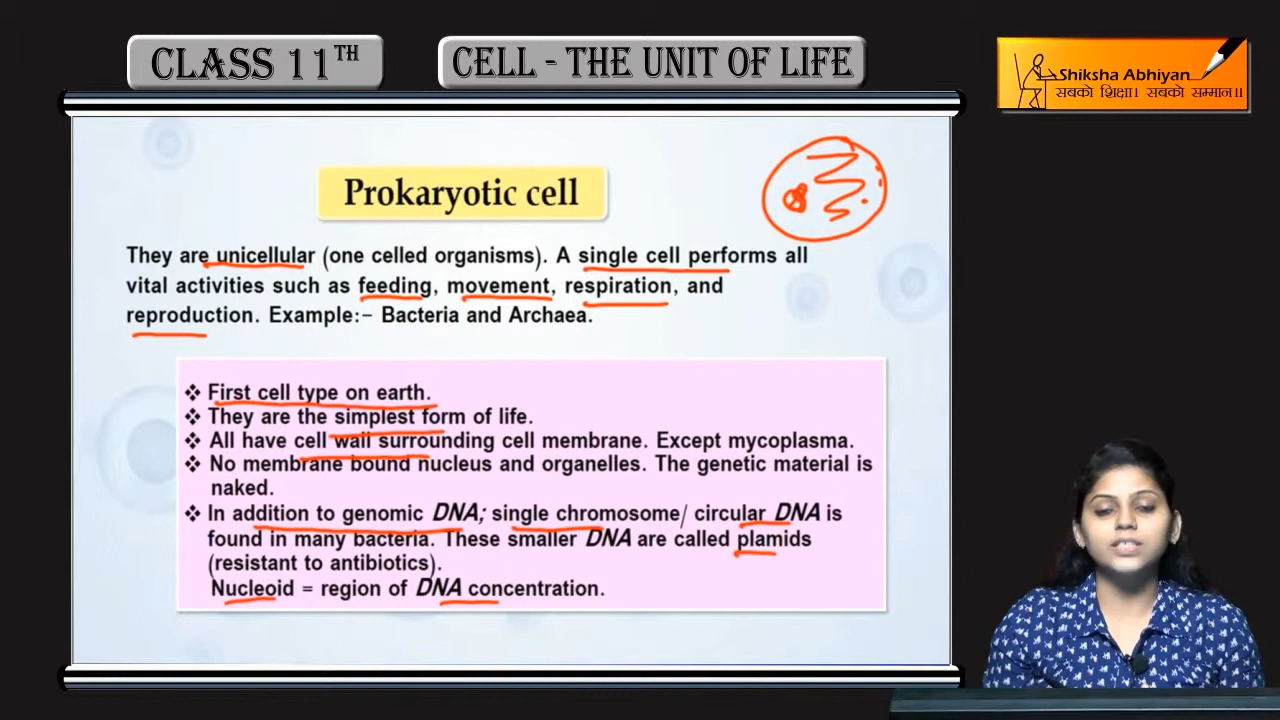 CLASS 11TH
CELL - THE UNIT OF LIFE
Shiksha Abhiyan
सबको शिक्षा। सबको सम्मान॥
Prokaryotic cell
They are unicellular (one celled organisms). A single cell performs all
vital activities such as feeding, movement, respiration, and
reproduction. Example:- Bacteria and Archaea.
❖ First cell type on earth.
❖ They are the simplest form of life.
❖ All have cell wall surrounding cell membrane. Except mycoplasma.
❖ No membrane bound nucleus and organelles. The genetic material is
naked.
❖ In addition to genomic DNA; single chromosome/ circular DNA is
found in many bacteria. These smaller DNA are called plamids
(resistant to antibiotics).
Nucleoid = region of DNA concentration.